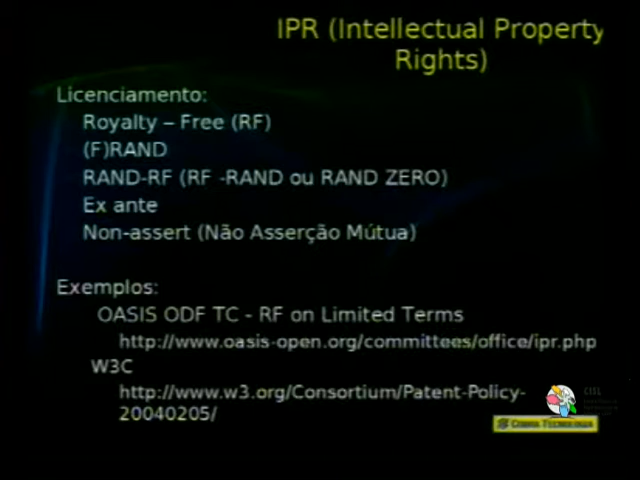 IPR (Intellectual Property
Rights)
Licenciamento:
Royalty – Free (RF)
(F)RAND
RAND-RF (RF -RAND ou RAND ZERO)
Ex ante
Non-assert (Não Asserção Mútua)
Exemplos:
OASIS ODF TC - RF on Limited Terms
http://www.oasis-open.org/committees/office/ipr.php
W3C
http://www.w3.org/Consortium/Patent-Policy-
20040205/
COBRA TECNOLOGIA